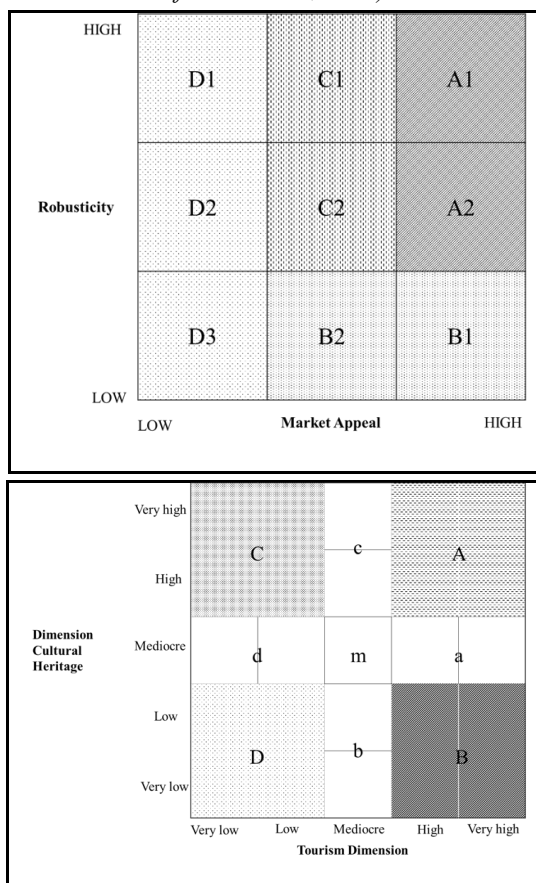 HIGH
D1 C1 A1
Robusticity D2 C2 A2
D3 B2 B1
LOW
LOW Market Appeal HIGH
Very high
C c A
High
Dimension
Cultural
Heritage
Mediocre d m a
Low
D b B
Very low
Very low Low Mediocre High Very high
Tourism Dimension